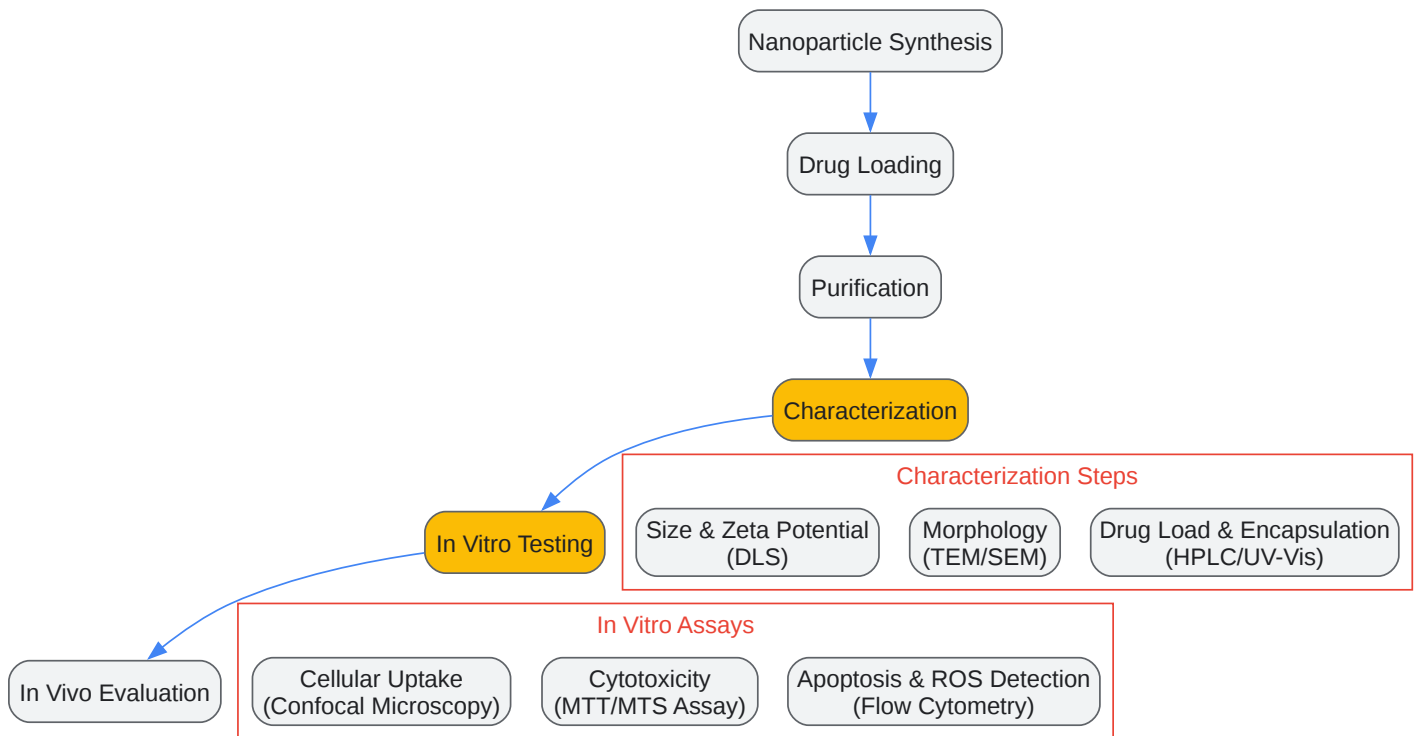 Nanoparticle Synthesis
Drug Loading
Purification
Characterization
Characterization Steps
Size & Zeta Potential
(DLS)
Morphology
(TEM/SEM)
Drug Load & Encapsulation
(HPLC/UV-Vis)
In Vitro Testing
In Vitro Assays
Cellular Uptake
(Confocal Microscopy)
Cytotoxicity
(MTT/MTS Assay)
Apoptosis & ROS Detection
(Flow Cytometry)
In Vivo Evaluation